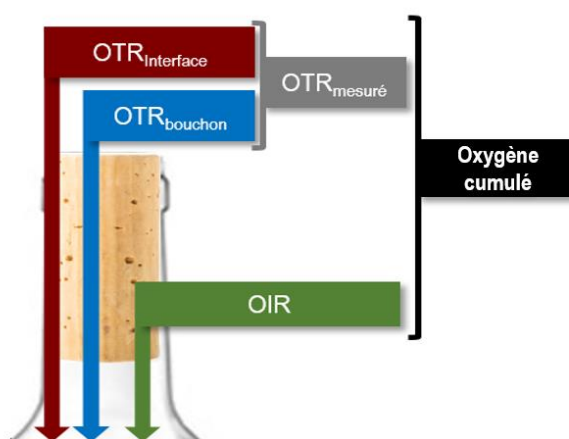 OTRInterface
OTRmesuré
OTRbouchon
Oxygène
cumulé
OIR